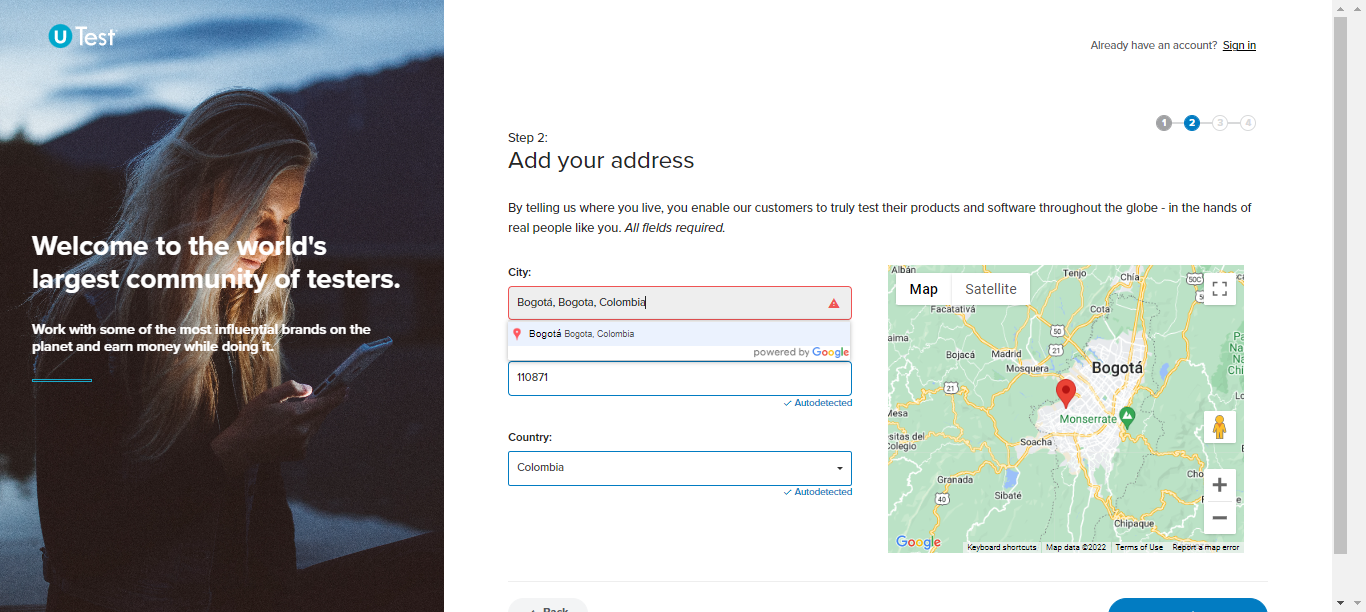 U Test
Already have an account? Sign in
1 2 3 4
Step 2:
Add your address
By telling us where you live, you enable our customers to truly test their products and software throughout the globe - in the hands of
real people like you. All fields required.
Welcome to the world's
largest community of testers.
Work with some of the most influential brands on the
planet and earn money while doing it.
City:
Bogotá, Bogota, Colombia
Bogotá Bogota, Colombia
powered by Google
110871
Autodetected
Country:
Colombia
Autodetected
Map Satellite
Albán
Tenjo
Chía
50C
Facatativá
Cota
50
21
Bojacá
Madrid
Mosquera
Bogotá
21
Monserrate
Soacha
Granada
Sibaté
40
Chipaque
Google
Keyboard shortcuts Map data ©2022 Terms of Use Report a map error
Back